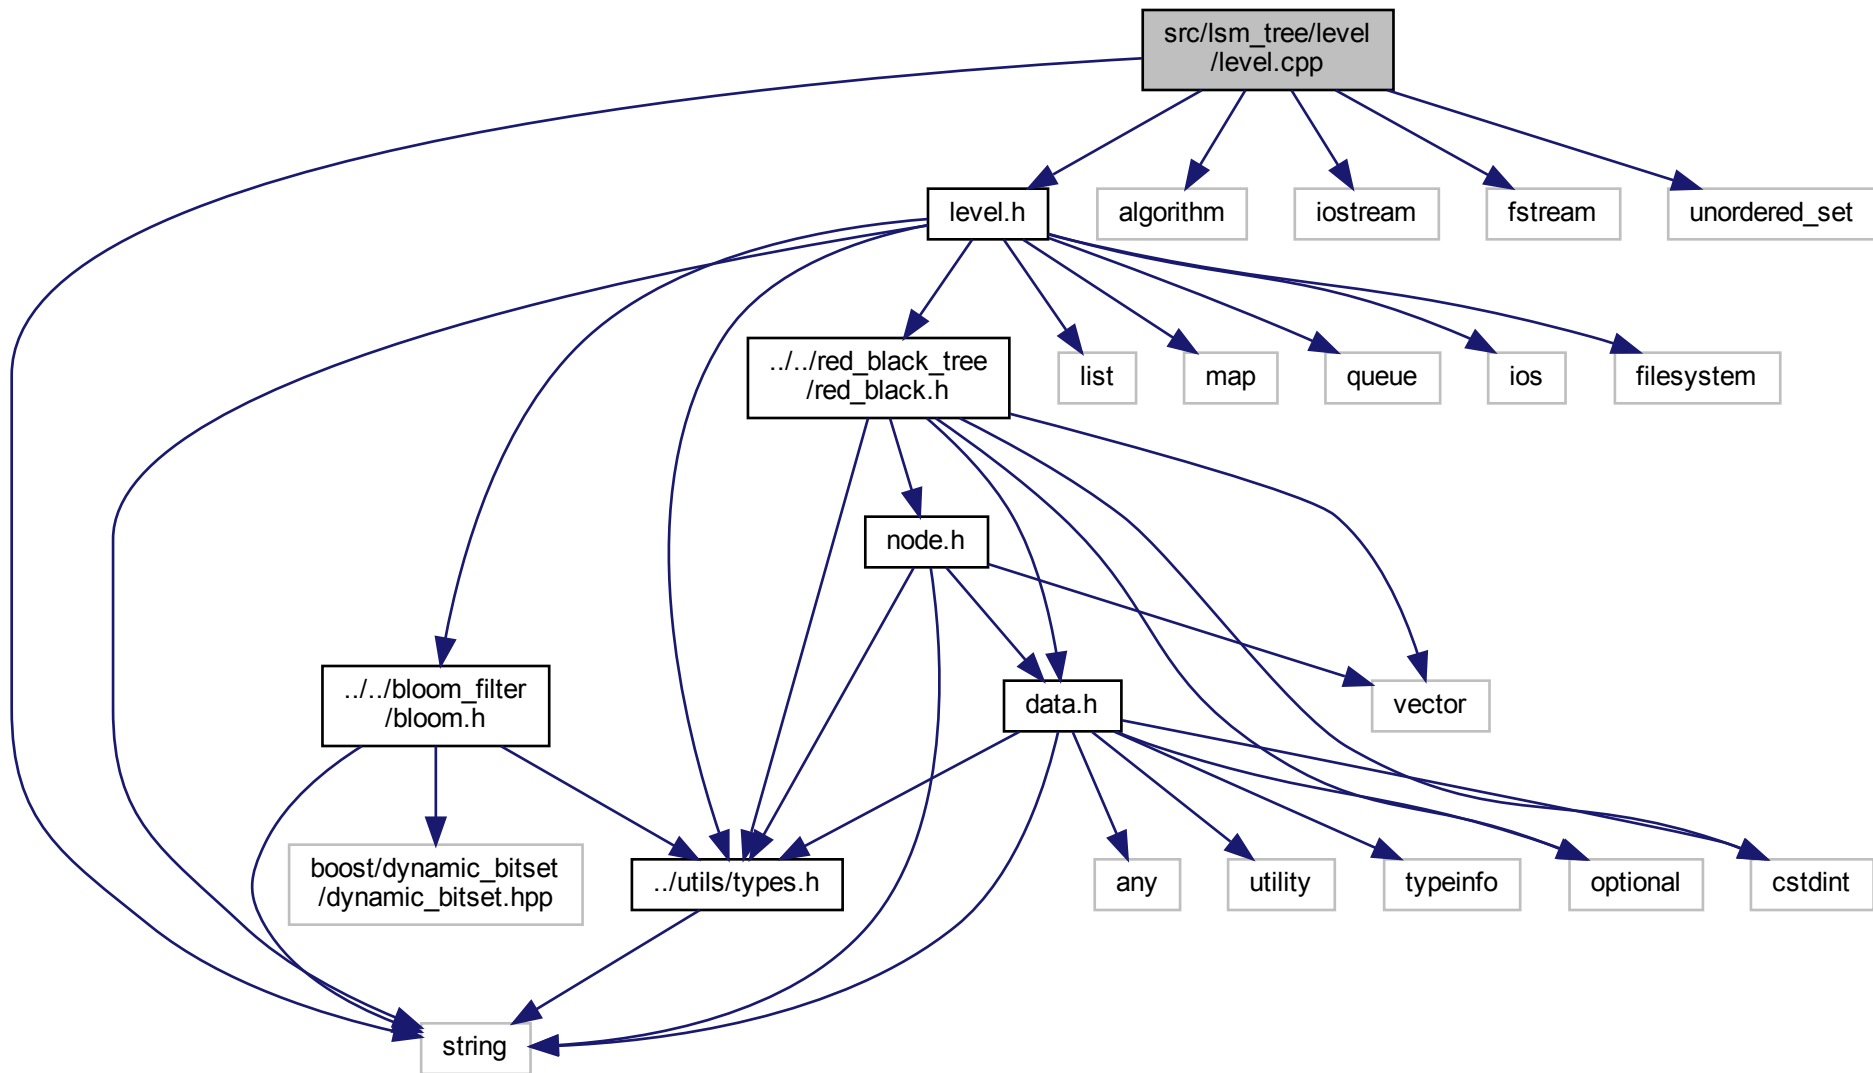 src/lsm_tree/level
/level.cpp
level.h
algorithm
iostream
fstream
unordered_set
../../red_black_tree
/red_black.h
list
map
queue
ios
filesystem
node.h
../../bloom_filter
/bloom.h
data.h
vector
boost/dynamic_bitset
/dynamic_bitset.hpp
../utils/types.h
any
utility
typeinfo
optional
cstdint
string